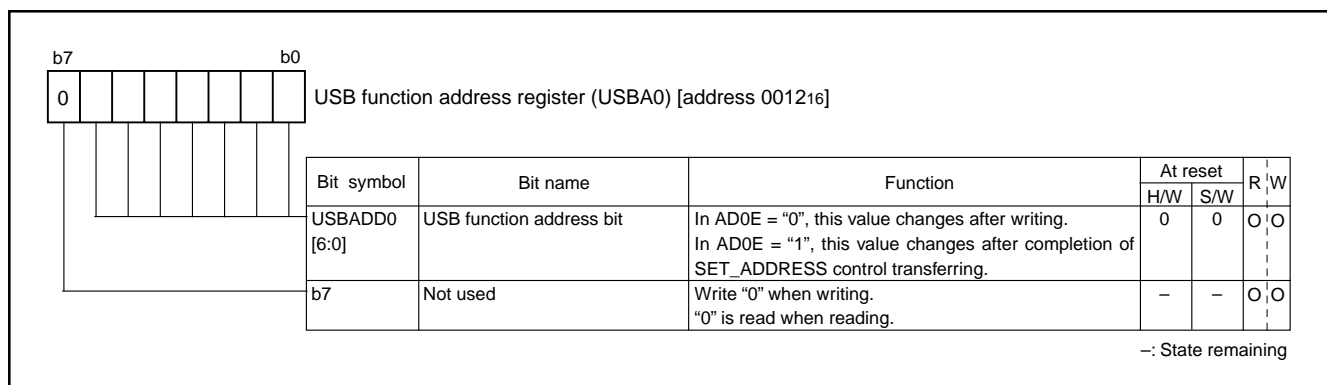 b7 b0
0 USB function address register (USBA0) [address 001216]
Bit symbol Bit name Function At reset R W
H/W S/W
USBADD0 USB function address bit In AD0E = “0”, this value changes after writing. 0 0 O O
[6:0] In AD0E = “1”, this value changes after completion of
SET_ADDRESS control transferring.
b7 Not used Write “0” when writing. – – O O
“0” is read when reading.
–: State remaining